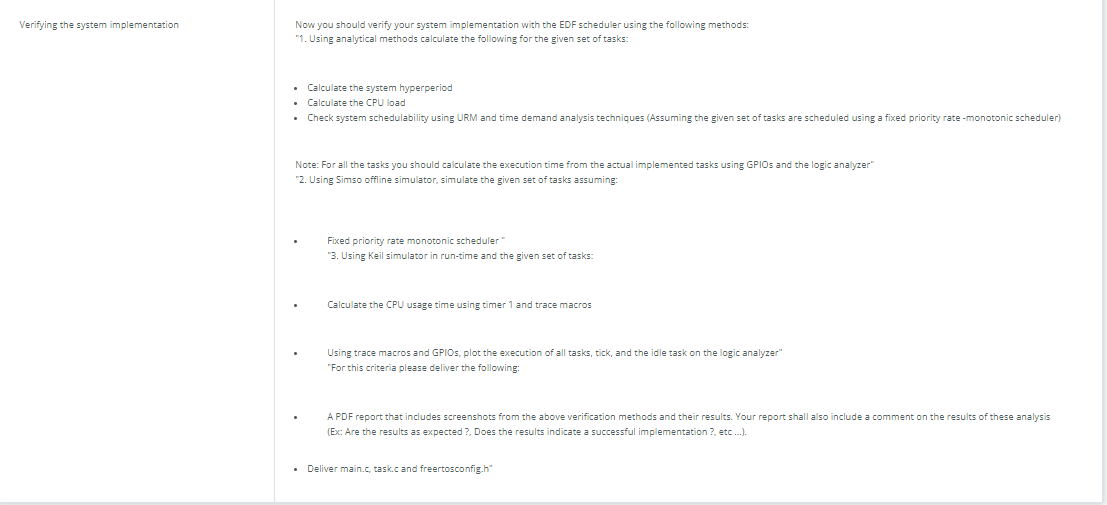 Verifying the system implementation
Now you should verify your system implementation with the EDF scheduler using the following methods:
"1. Using analytical methods calculate the following for the given set of tasks:
• Calculate the system hyperperiod
• Calculate the CPU load
• Check system schedulability using URM and time demand analysis techniques (Assuming the given set of tasks are scheduled using a fixed priority rate -monotonic scheduler)
Note: For all the tasks you should calculate the execution time from the actual implemented tasks using GPIOs and the logic analyzer"
"2. Using Simso offline simulator, simulate the given set of tasks assuming:
• Fixed priority rate monotonic scheduler "
"3. Using Keil simulator in run-time and the given set of tasks:
• Calculate the CPU usage time using timer 1 and trace macros
• Using trace macros and GPIOs, plot the execution of all tasks, tick, and the idle task on the logic analyzer"
"For this criteria please deliver the following:
• A PDF report that includes screenshots from the above verification methods and their results. Your report shall also include a comment on the results of these analysis
(Ex: Are the results as expected ?, Does the results indicate a successful implementation ?, etc ...).
• Deliver main.c, task.c and freertosconfig.h"